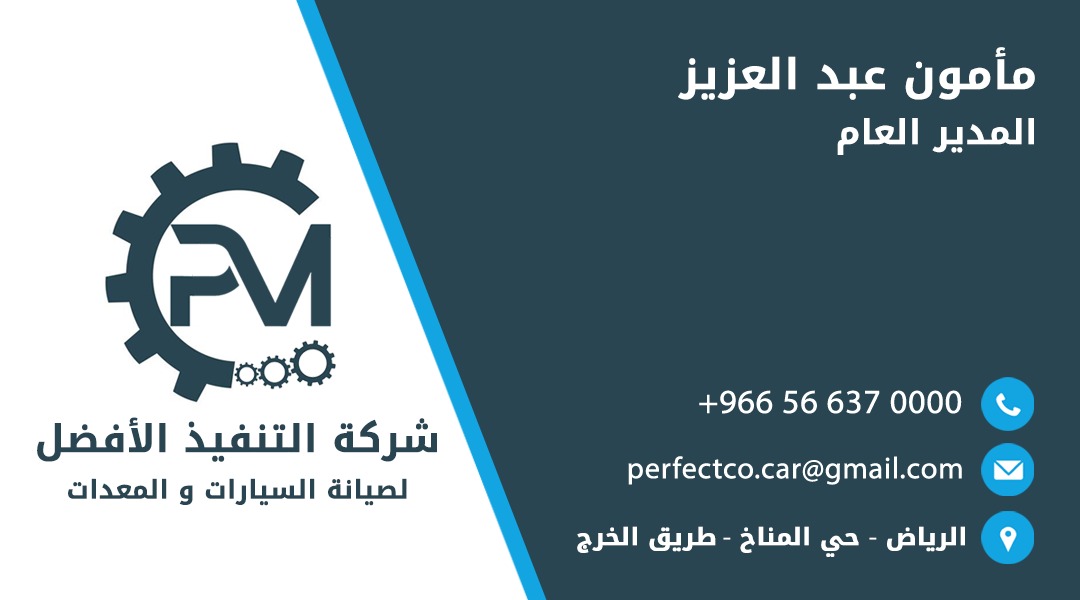 مأمون عبد العزيز
المدير العام
PM
شركة التنفيذ الأفضل
لصيانة السيارات و المعدات
+966 56 637 0000
perfectco.car@gmail.com
الرياض - حي المناخ - طريق الخرج